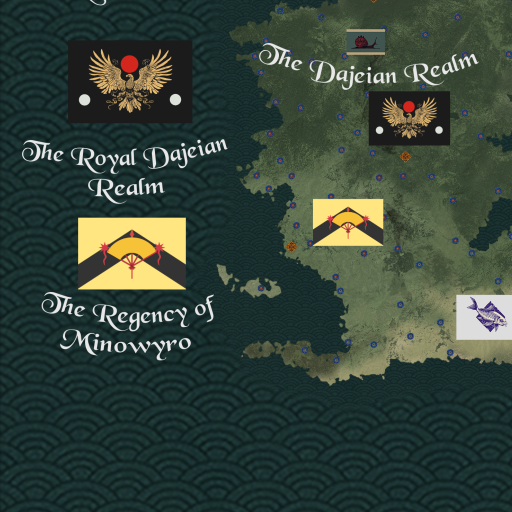 The Dajeian Realm
The Royal Dajeian
Realm
The Regency of
Minowyro